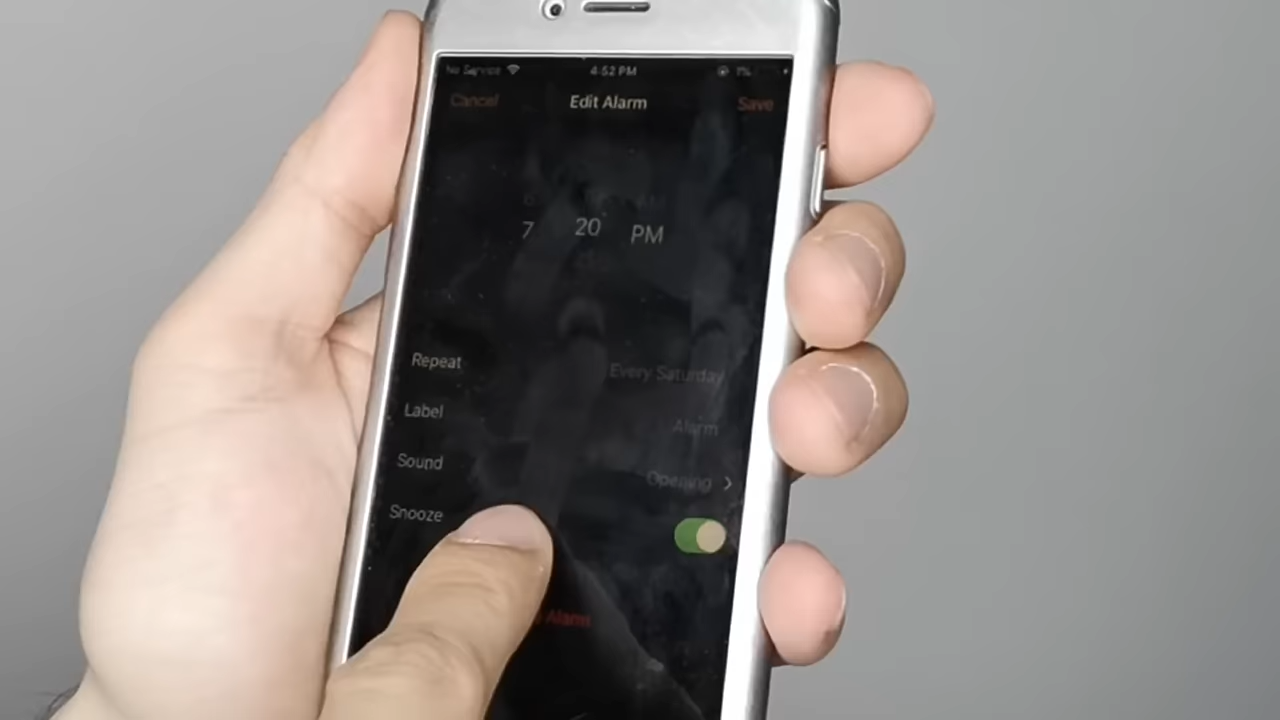 No Service 4:52 PM 1%
Cancel Edit Alarm Save
7 20 PM
Repeat Every Saturday
Label Alarm
Sound Opening
Snooze
Alarm